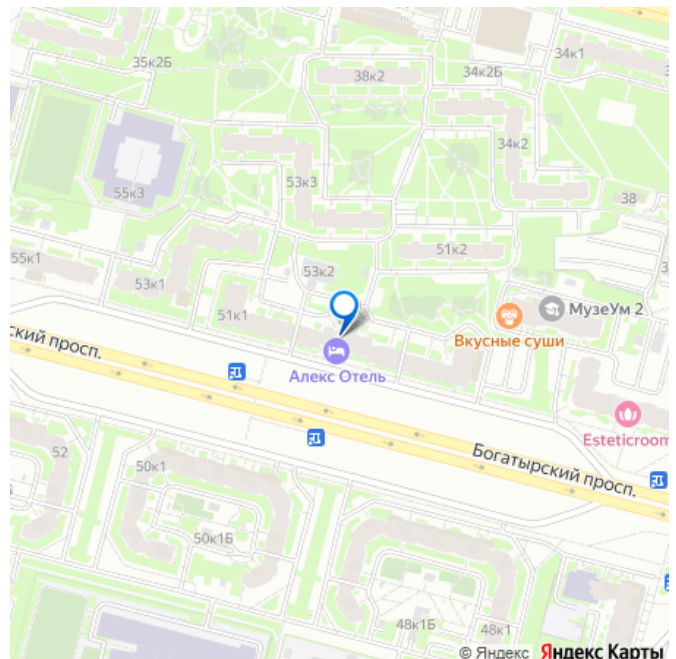 35к2Б
38к2
34к2Б
34к1
34к2
55к3
53к3
38
55к1
53к1
53к2
51к2
51к1
МузеУм 2
Вкусные суши
ский просп.
Алекс Отель
Esteticroom
Богатырский просп.
52
50к1
50к1Б
48к1Б
48к1
© Яндекс Яндекс Карты